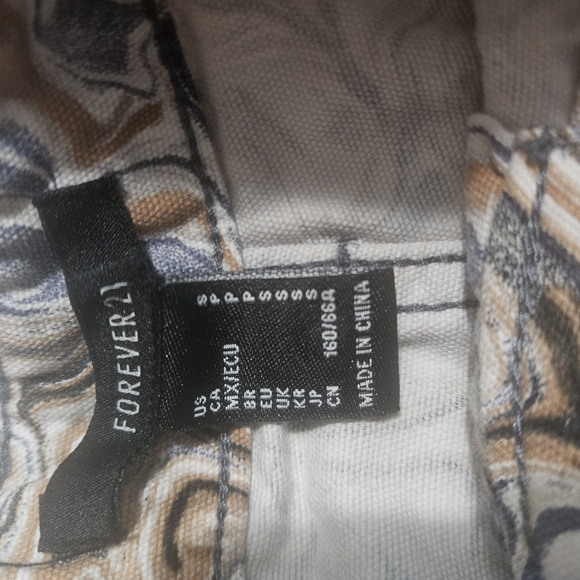 FOREVER 21
US S
CA P
MX/ECU P
BR P
EU S
UK S
KR S
JP S
CN 160/66A
MADE IN CHINA